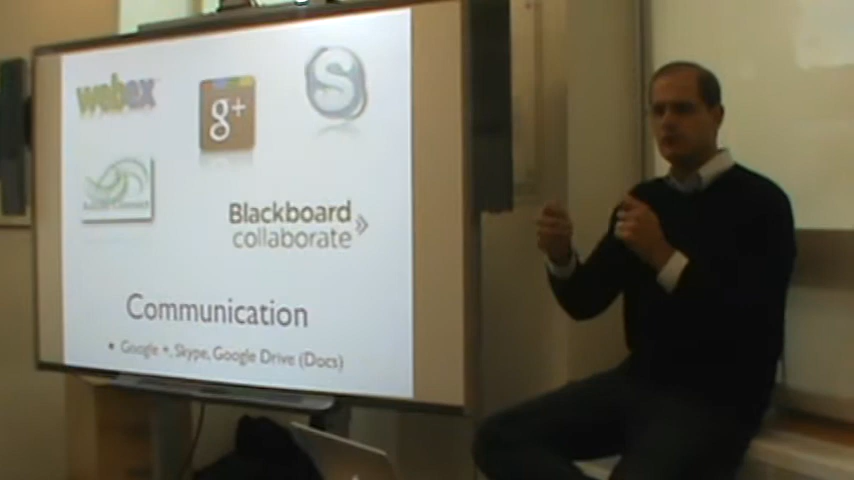 webex
g+
S
Blackboard
collaborate
Communication
• Google +, Skype, Google Drive (Docs)